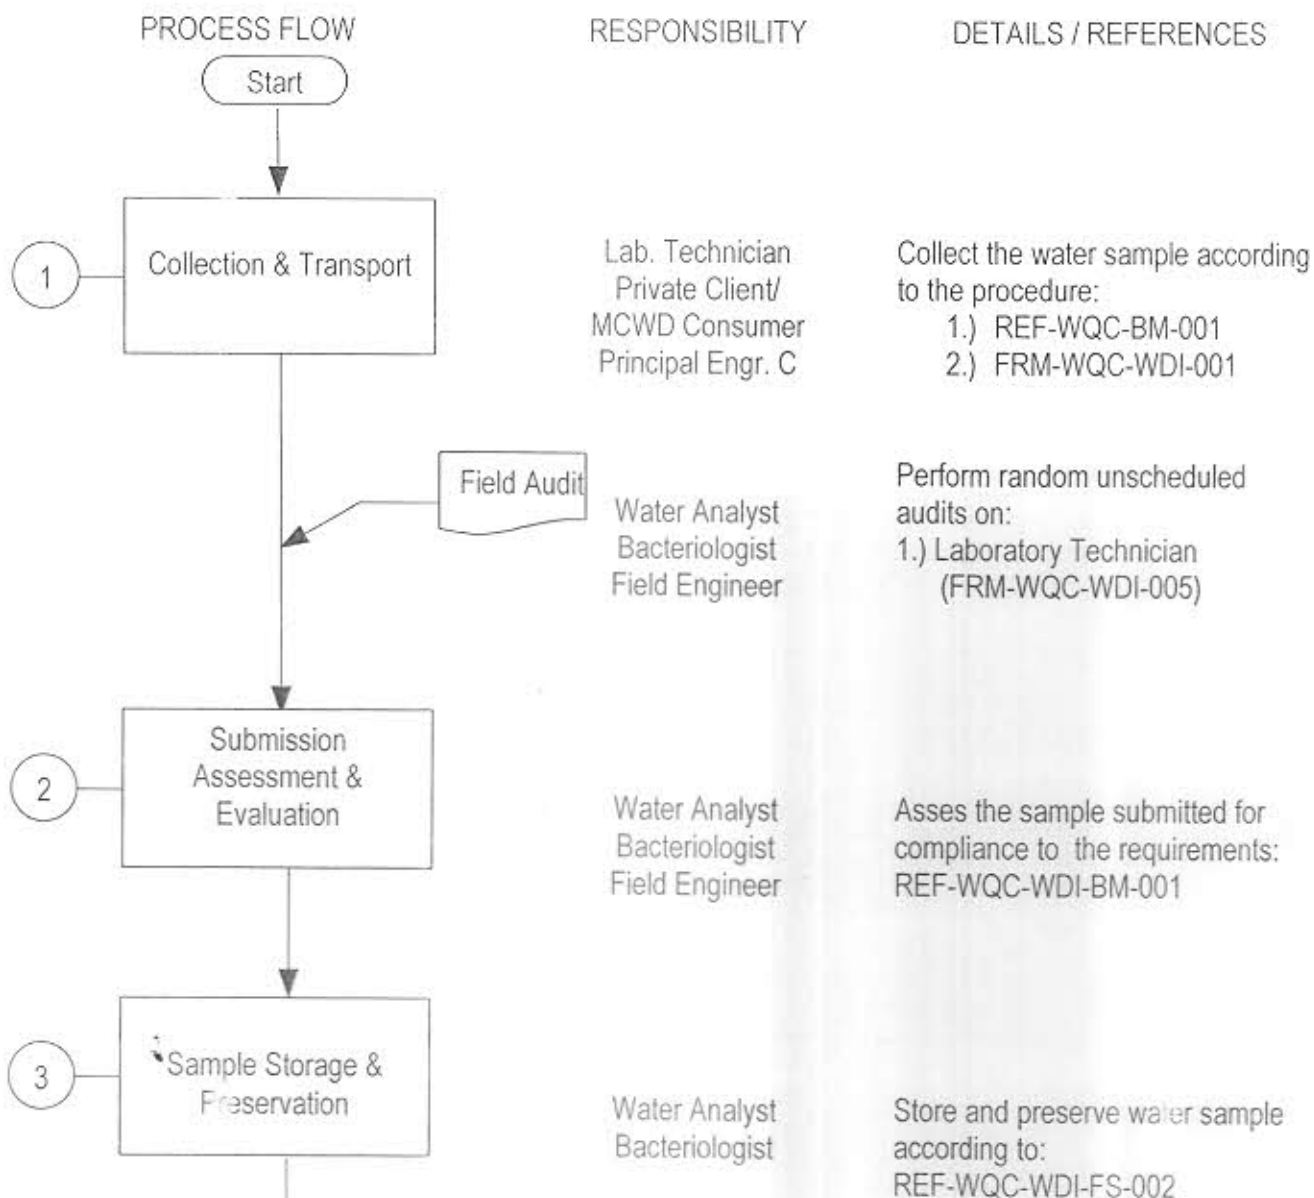 PROCESS FLOW
RESPONSIBILITY
DETAILS / REFERENCES
Start
1
Collection & Transport
Lab. Technician
Private Client/
MCWD Consumer
Principal Engr. C
Collect the water sample according
to the procedure:
1.) REF-WQC-BM-001
2.) FRM-WQC-WDI-001
Field Audit
Water Analyst
Bacteriologist
Field Engineer
Perform random unscheduled
audits on:
1.) Laboratory Technician
(FRM-WQC-WDI-005)
2
Submission
Assessment &
Evaluation
Water Analyst
Bacteriologist
Field Engineer
Asses the sample submitted for
compliance to the requirements:
REF-WQC-WDI-BM-001
3
Sample Storage &
Preservation
Water Analyst
Bacteriologist
Store and preserve water sample
according to:
REF-WQC-WDI-FS-002